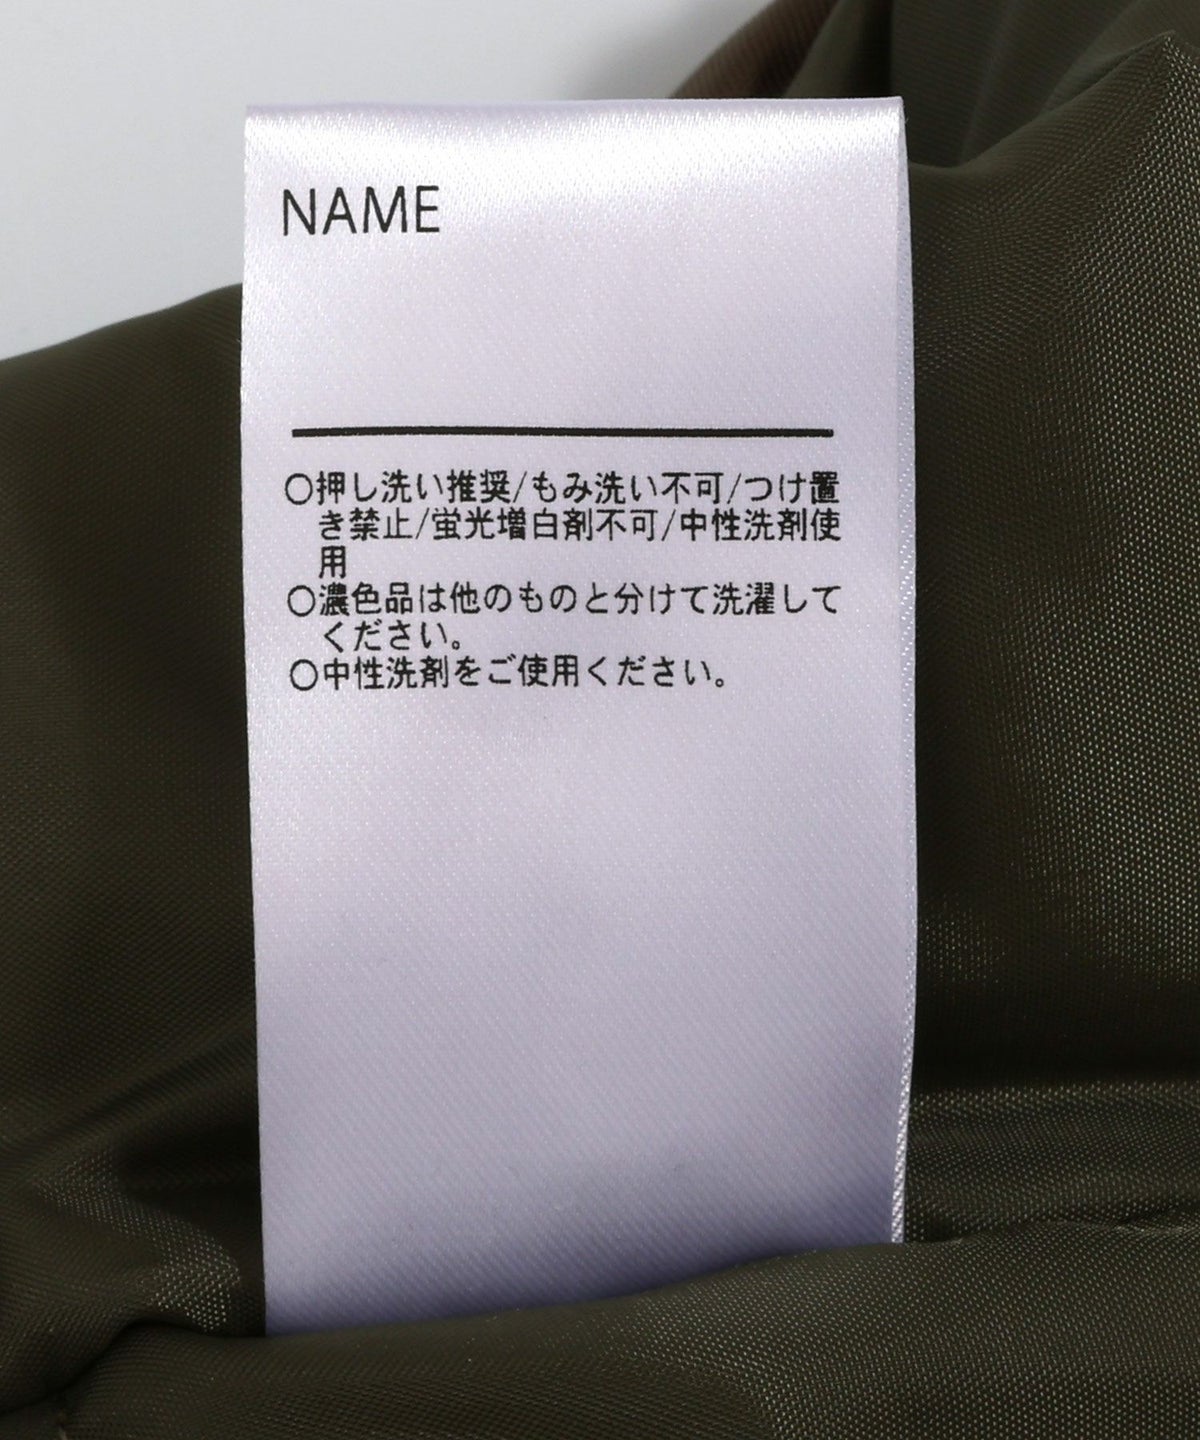 NAME
○押し洗い推奨/もみ洗い不可/つけ置
き禁止/蛍光増白剤不可/中性洗剤使
用
○濃色品は他のものと分けて洗濯して
ください。
○中性洗剤をご使用ください。